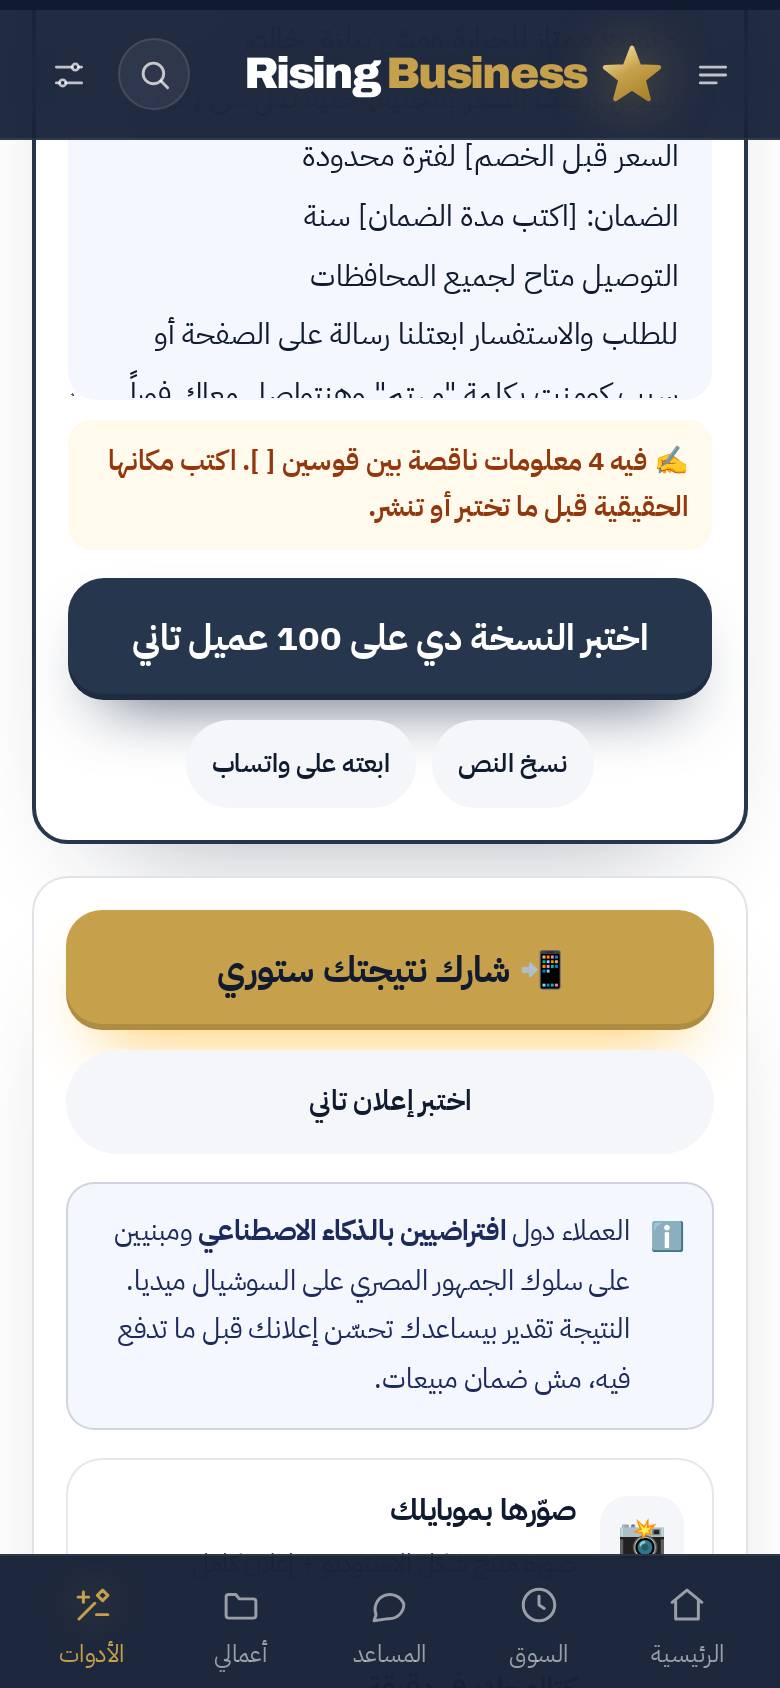 Rising Business
السعر قبل الخصم] لفترة محدودة
الضمان: [اكتب مدة الضمان] سنة
التوصيل متاح لجميع المحافظات
للطلب والاستفسار ابعتلنا رسالة على الصفحة أو
✍️ فيه 4 معلومات ناقصة بين قوسين [ ]. اكتب مكانها
الحقيقية قبل ما تختبر أو تنشر.
اختبر النسخة دي على 100 عميل تاني
نسخ النص
ابعته على واتساب
📲 شارك نتيجتك ستوري
اختبر إعلان تاني
ℹ️ العملاء دول افتراضيين بالذكاء الاصطناعي ومبنيين
على سلوك الجمهور المصري على السوشيال ميديا.
النتيجة تقدير بيساعدك تحسّن إعلانك قبل ما تدفع
فيه، مش ضمان مبيعات.
صوّرها بموبايلك
الرئيسية
السوق
المساعد
أعمالي
الأدوات